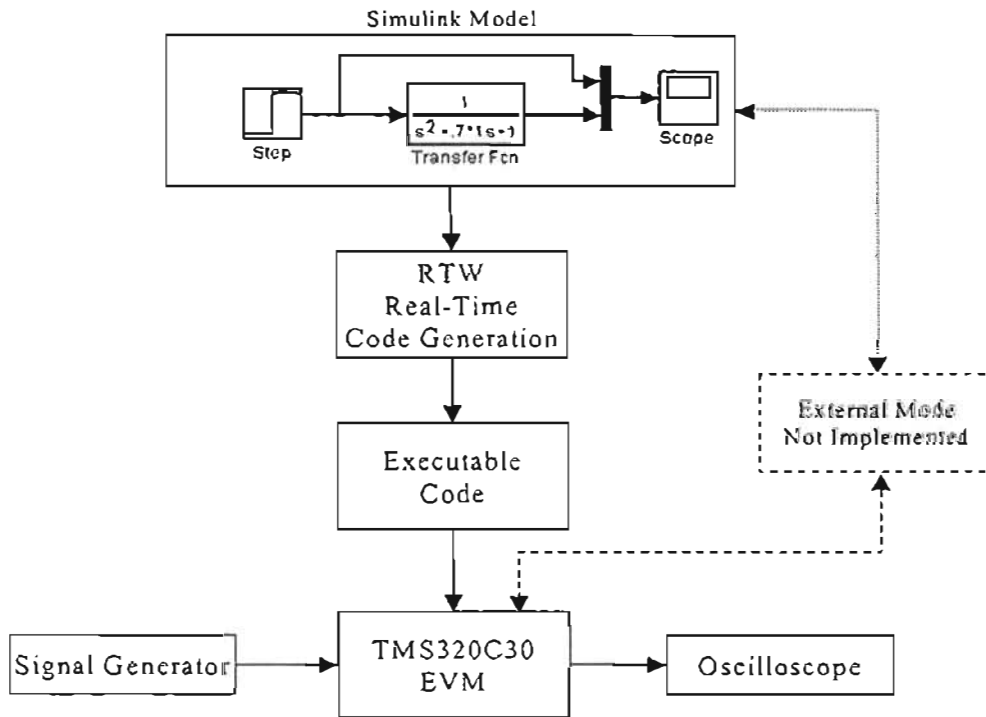 Simulink Model
1
Step
Transfer Fcn
Scope
RTW
Real-Time
Code Generation
External Mode
Not Implemented
Executable
Code
Signal Generator
TMS320C30
EVM
Oscilloscope